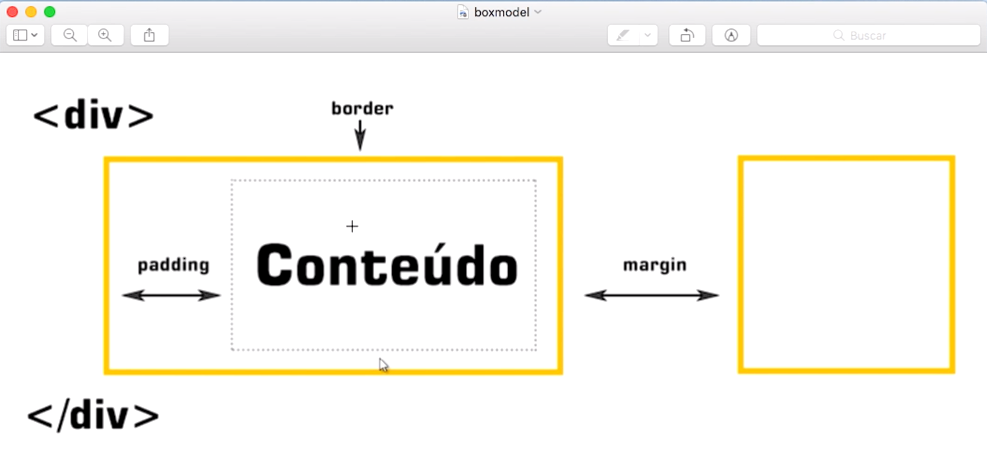 boxmodel
Buscar
<div>
border
padding
Conteúdo
margin
</div>